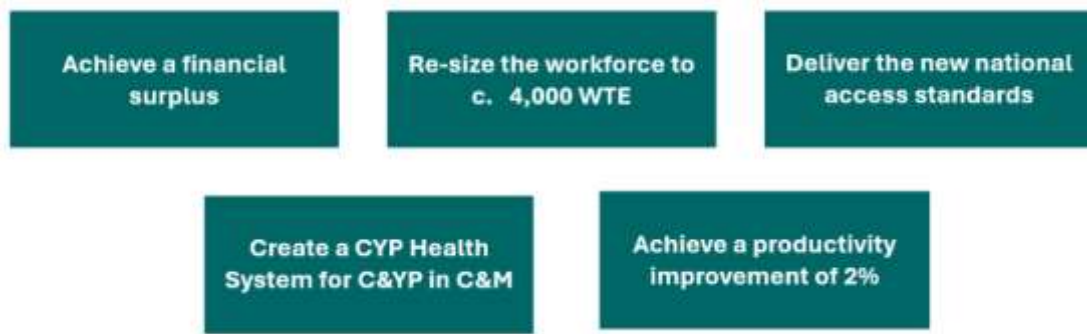 Achieve a financial
surplus
Re-size the workforce to
c. 4,000 WTE
Deliver the new national
access standards
Create a CYP Health
System for C&YP in C&M
Achieve a productivity
improvement of 2%